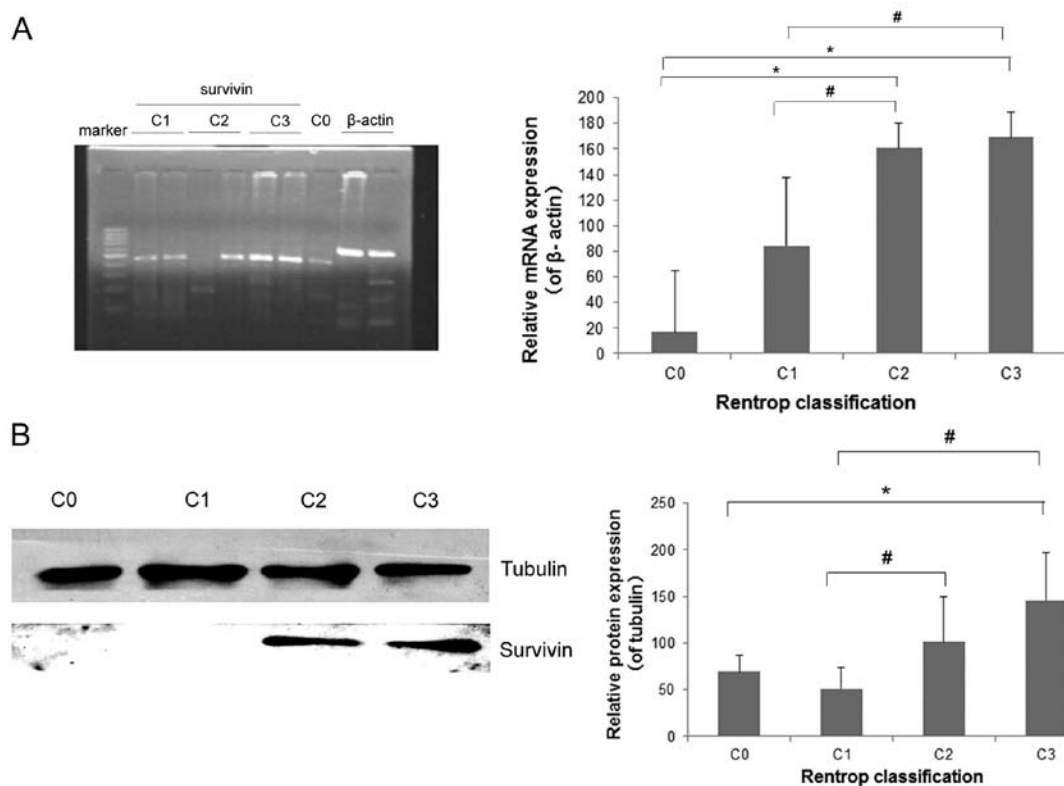 A
survivin
marker C1 C2 C3 C0 β-actin
#
*
*
#
Relative mRNA expression
(of β- actin)
200
180
160
140
120
100
80
60
40
20
0
C0 C1 C2 C3
Rentrop classification
B
C0 C1 C2 C3
Tubulin
Survivin
#
*
#
Relative protein expression
(of tubulin)
250
200
150
100
50
0
C0 C1 C2 C3
Rentrop classification